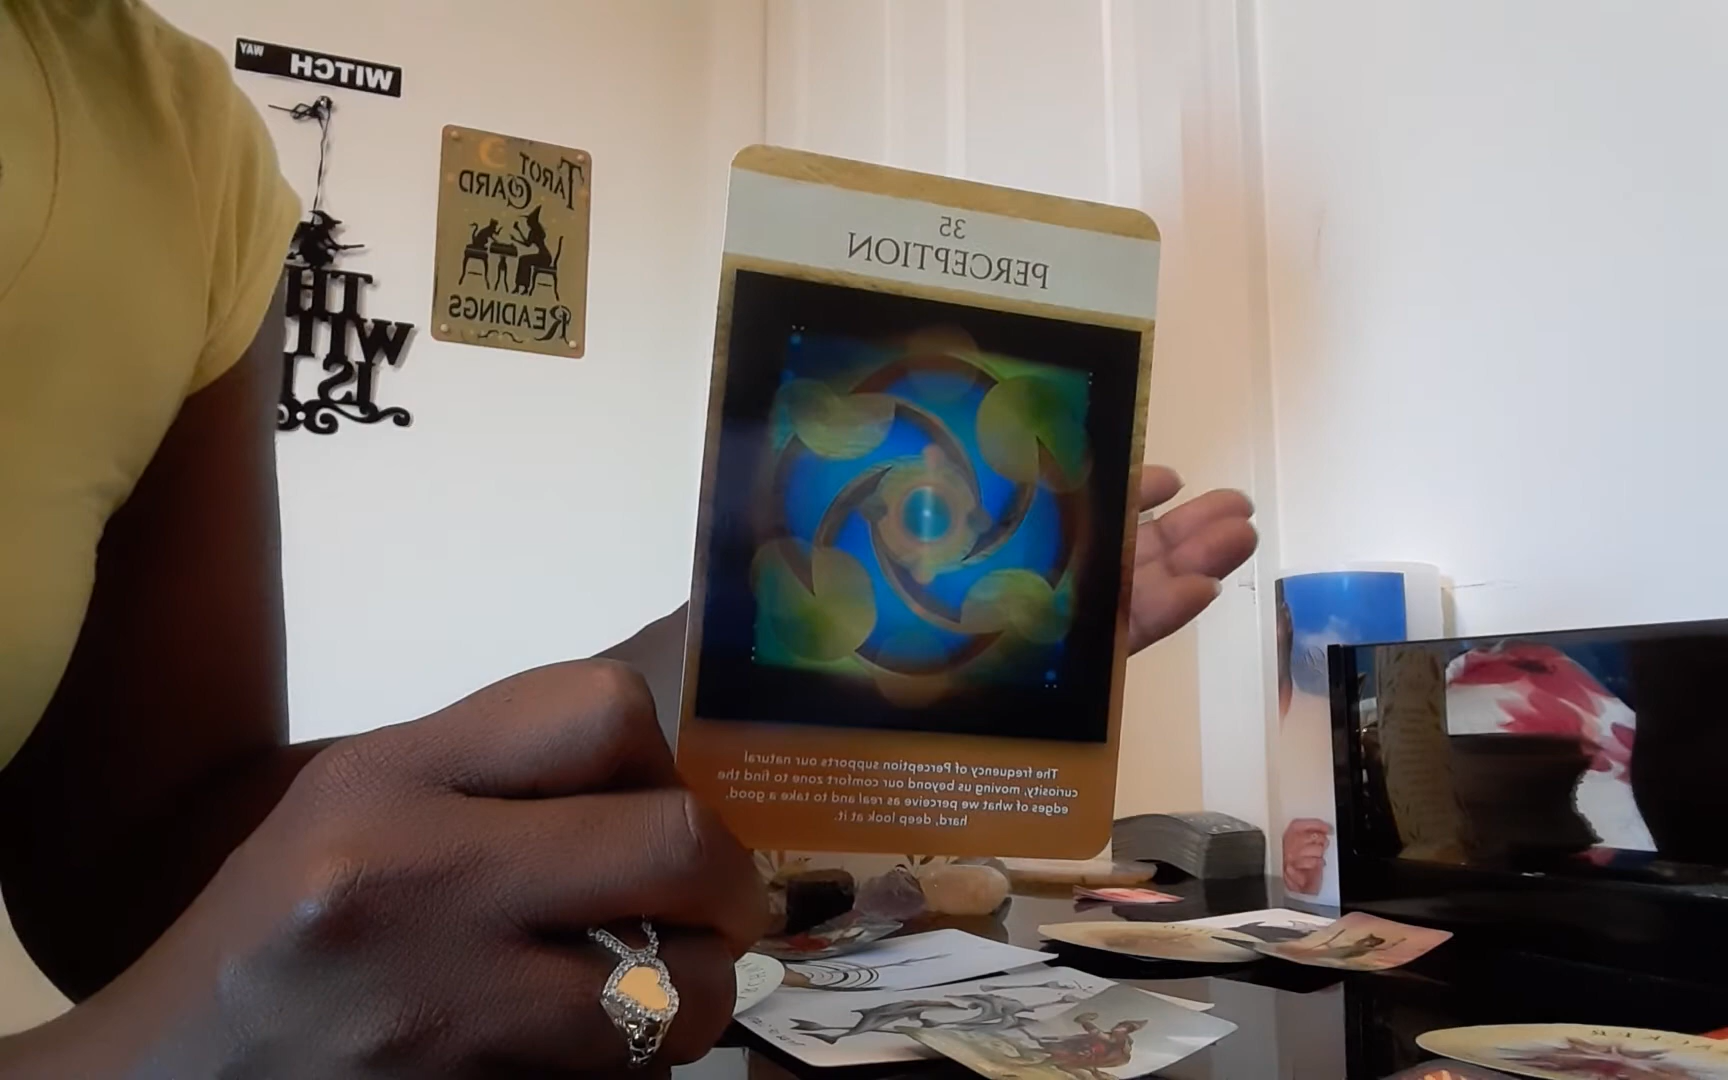 WITCH WAY
TAROT
CARD
READINGS
TH
WIT
IS I
35
PERCEPTION
The frequency of Perception supports our natural
curiosity, moving us beyond our comfort zone to find the
edges of what we perceive as real and to take a good,
hard, deep look at it.